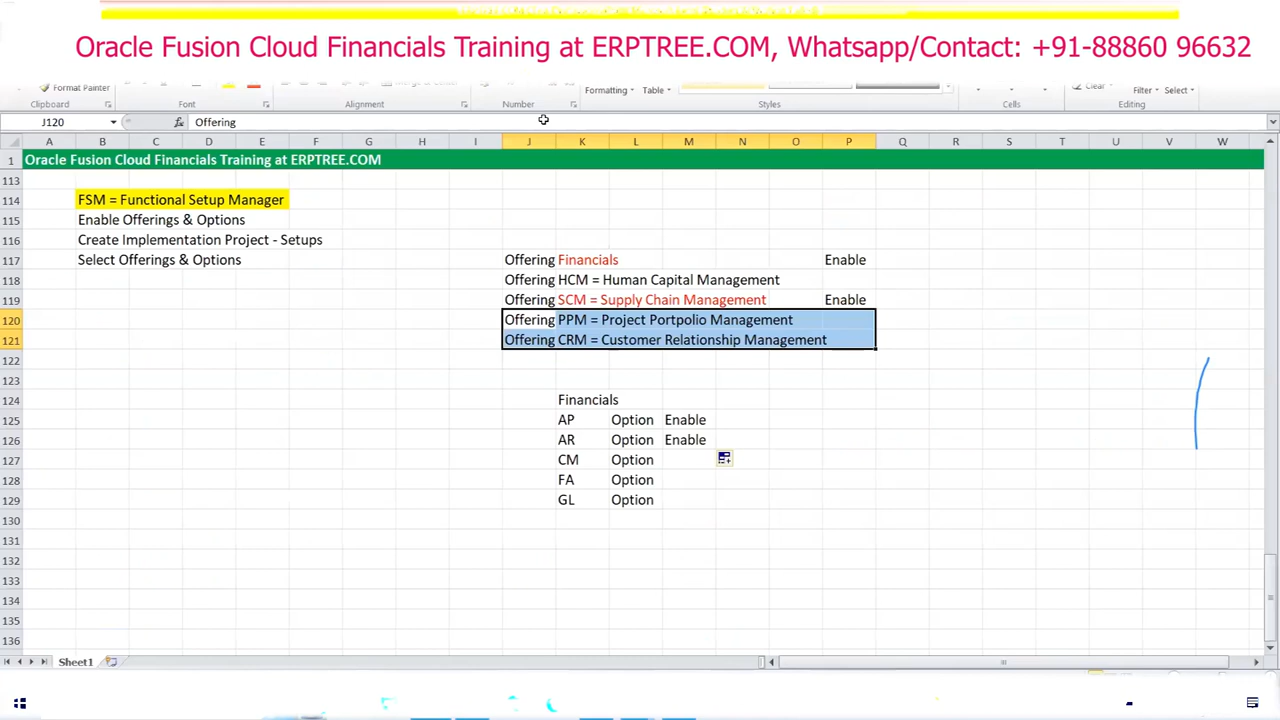 Oracle Fusion Cloud Financials Training at ERPTREE.COM, Whatsapp/Contact: +91-88860 96632
Format Painter
Formatting Table Clear Filter Select
Clipboard Font Alignment Number Styles Cells Editing
J120 fx Offering
A B C D E F G H I J K L M N O P Q R S T U V W
1 Oracle Fusion Cloud Financials Training at ERPTREE.COM
113
114 FSM = Functional Setup Manager
115 Enable Offerings & Options
116 Create Implementation Project - Setups
117 Select Offerings & Options Offering Financials Enable
118 Offering HCM = Human Capital Management
119 Offering SCM = Supply Chain Management Enable
120 Offering PPM = Project Portpolio Management
121 Offering CRM = Customer Relationship Management
122
123
124 Financials
125 AP Option Enable
126 AR Option Enable
127 CM Option
128 FA Option
129 GL Option
130
131
132
133
134
135
136
Sheet1